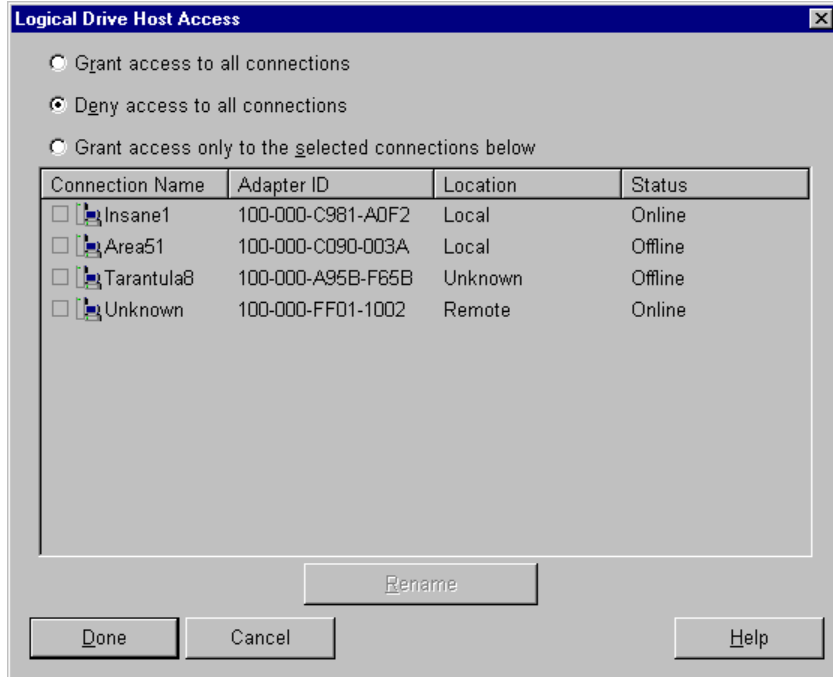 Logical Drive Host Access
Grant access to all connections
Deny access to all connections
Grant access only to the selected connections below
Connection Name Adapter ID Location Status
Insane1 100-000-C981-A0F2 Local Online
Area51 100-000-C090-003A Local Offline
Tarantula8 100-000-A95B-F65B Unknown Offline
Unknown 100-000-FF01-1002 Remote Online
Rename
Done Cancel Help